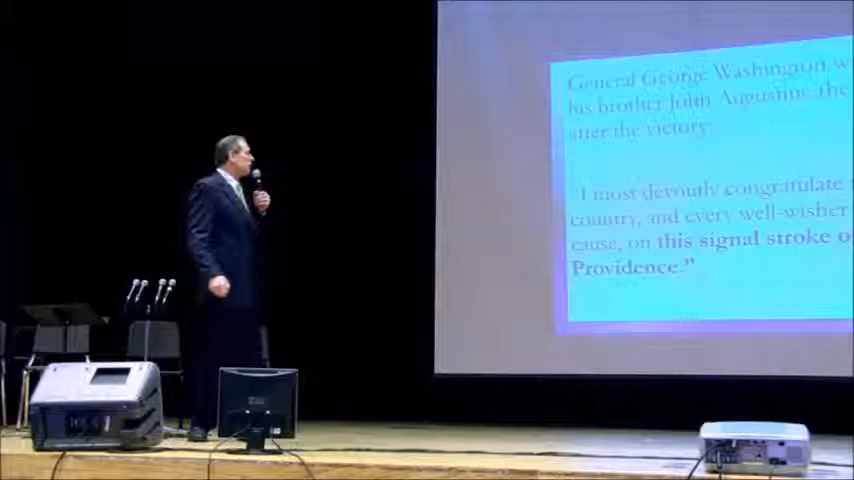 General George Washington
his brother John Augustine the
after the victory:
"I most devoutly congratulate
country, and every well-wisher
cause, on this signal stroke
Providence."